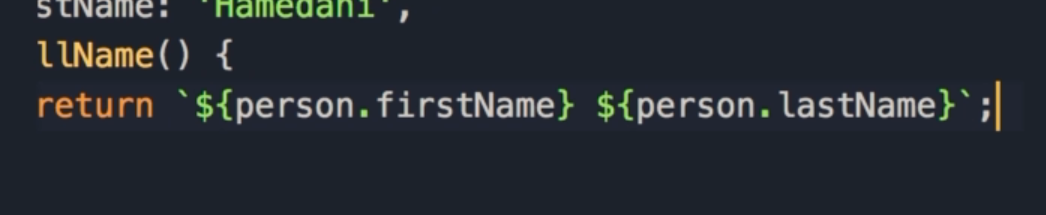 stName: 'Hamedani',
llName() {
return `${person.firstName} ${person.lastName}`;